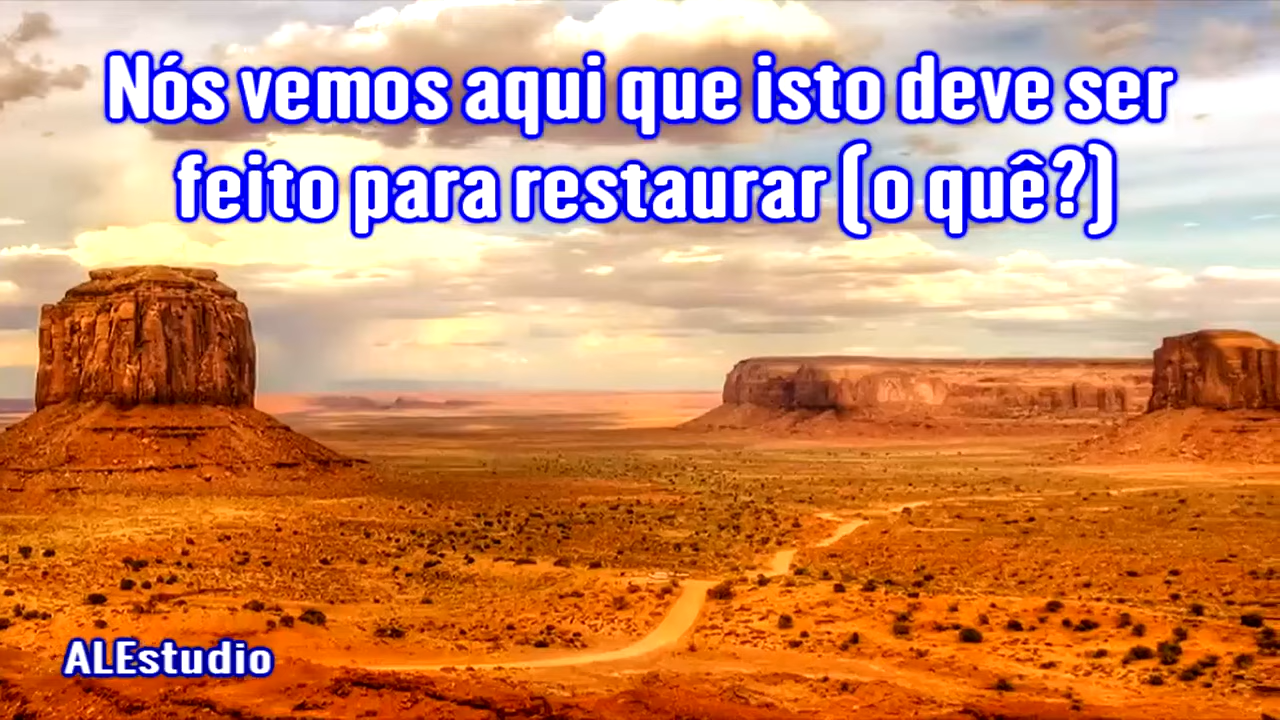 Nós vemos aqui que isto deve ser
feito para restaurar (o quê?)
ALEstudio